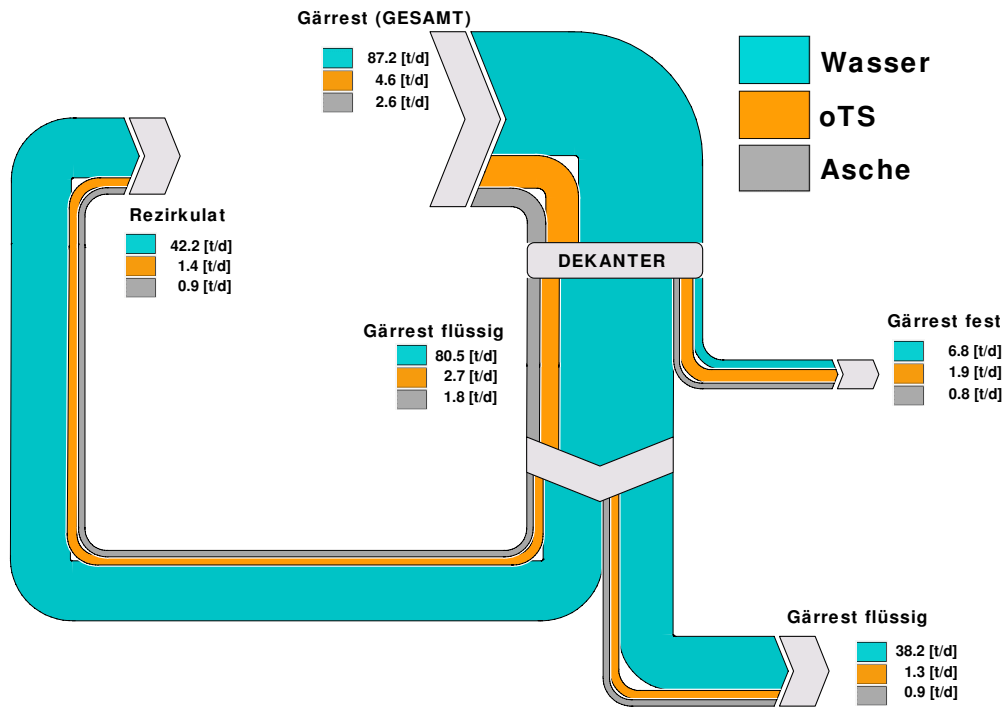 Gärrest (GESAMT)
87.2 [t/d]
4.6 [t/d]
2.6 [t/d]
Wasser
oTS
Asche
Rezirkulat
42.2 [t/d]
1.4 [t/d]
0.9 [t/d]
DEKANTER
Gärrest flüssig
80.5 [t/d]
2.7 [t/d]
1.8 [t/d]
Gärrest fest
6.8 [t/d]
1.9 [t/d]
0.8 [t/d]
Gärrest flüssig
38.2 [t/d]
1.3 [t/d]
0.9 [t/d]